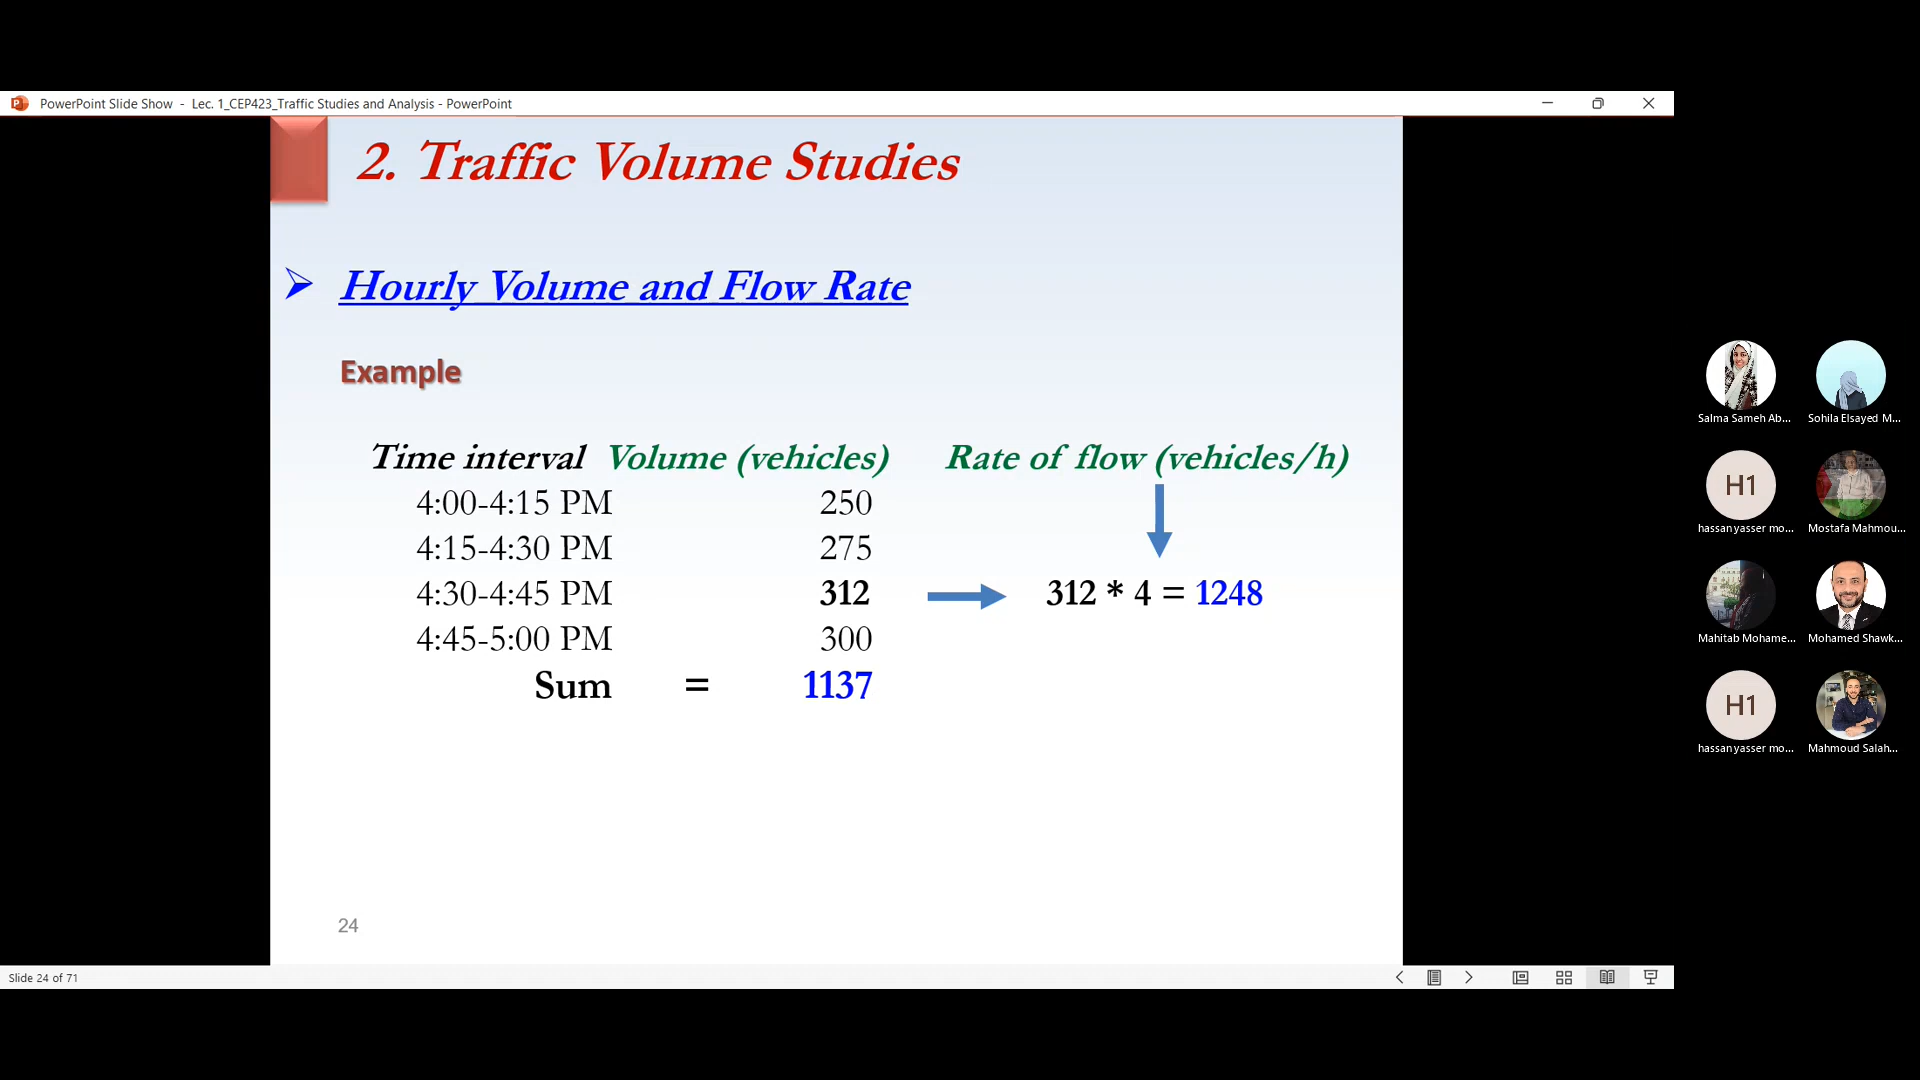 PowerPoint Slide Show - Lec. 1_CEP423_Traffic Studies and Analysis - PowerPoint
2. Traffic Volume Studies
Hourly Volume and Flow Rate
Example
Time interval Volume (vehicles) Rate of flow (vehicles/h)
4:00-4:15 PM 250
4:15-4:30 PM 275
4:30-4:45 PM 312 312 * 4 = 1248
4:45-5:00 PM 300
Sum = 1137
24
Slide 24 of 71
Salma Sameh Ab... Sohila Elsayed M...
H1
hassan yasser mo... Mostafa Mahmou...
Mahitab Mohame... Mohamed Shawk...
H1
hassan yasser mo... Mahmoud Salah...